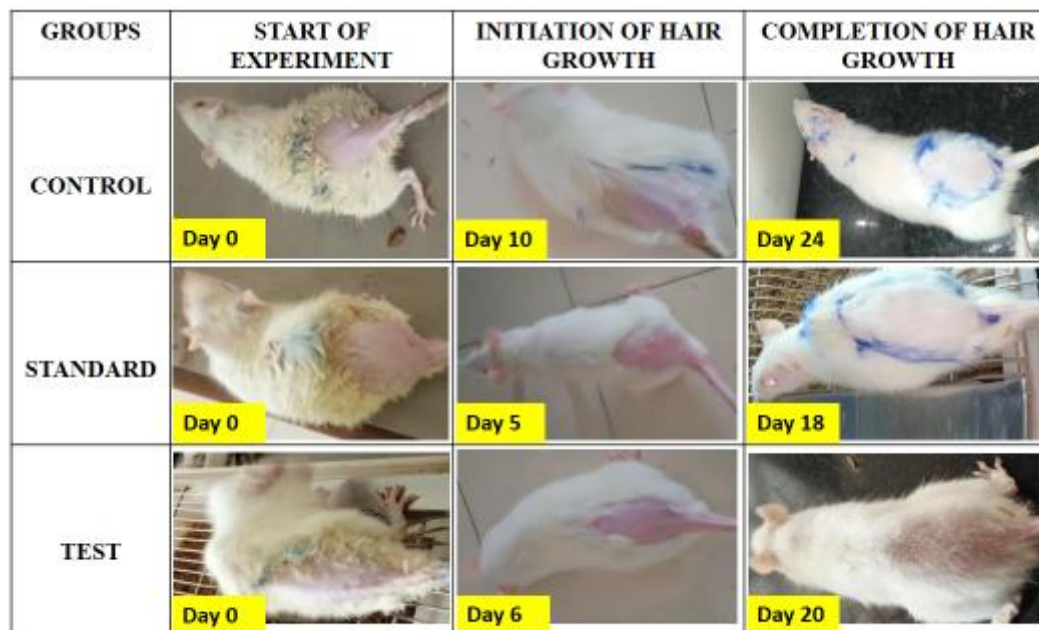 GROUPS
START OF
EXPERIMENT
INITIATION OF HAIR
GROWTH
COMPLETION OF HAIR
GROWTH
CONTROL
Day 0
Day 10
Day 24
STANDARD
Day 0
Day 5
Day 18
TEST
Day 0
Day 6
Day 20